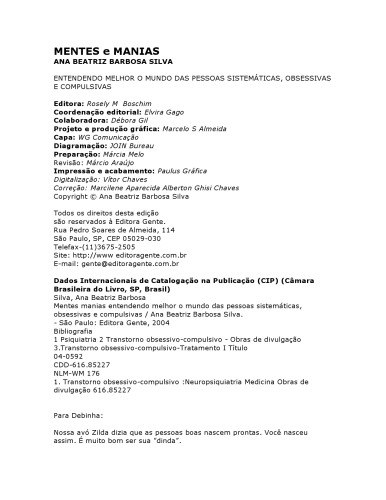 MENTES e MANIAS
ANA BEATRIZ BARBOSA SILVA
ENTENDENDO MELHOR O MUNDO DAS PESSOAS SISTEMÁTICAS, OBSESSIVAS
E COMPULSIVAS
Editora: Rosely M Boschim
Coordenação editorial: Elvira Gago
Colaboradora: Débora Gil
Projeto e produção gráfica: Marcelo S Almeida
Capa: WG Comunicação
Diagramação: JOIN Bureau
Preparação: Márcia Melo
Revisão: Márcio Araújo
Impressão e acabamento: Paulus Gráfica
Digitalização: Vítor Chaves
Correção: Marcilene Aparecida Alberton Ghisi Chaves
Copyright © Ana Beatriz Barbosa Silva
Todos os direitos desta edição
são reservados à Editora Gente.
Rua Pedro Soares de Almeida, 114
São Paulo, SP, CEP 05029-030
Telefax-(11)3675-2505
Site: http://www.editoragente.com.br
E-mail: gente@editoragente.com.br
Dados Internacionais de Catalogação na Publicação (CIP) (Câmara
Brasileira do Livro, SP, Brasil)
Silva, Ana Beatriz Barbosa
Mentes manias entendendo melhor o mundo das pessoas sistemáticas,
obsessivas e compulsivas / Ana Beatriz Barbosa Silva.
- São Paulo: Editora Gente, 2004
Bibliografia
1 Psiquiatria 2 Transtorno obsessivo-compulsivo - Obras de divulgação
3.Transtorno obsessivo-compulsivo-Tratamento I Título
04-0592
CDD-616.85227
NLM-WM 176
1. Transtorno obsessivo-compulsivo :Neuropsiquiatria Medicina Obras de
divulgação 616.85227
Para Debinha:
Nossa avó Zilda dizia que as pessoas boas nascem prontas. Você nasceu
assim. É muito bom ser sua "dinda".